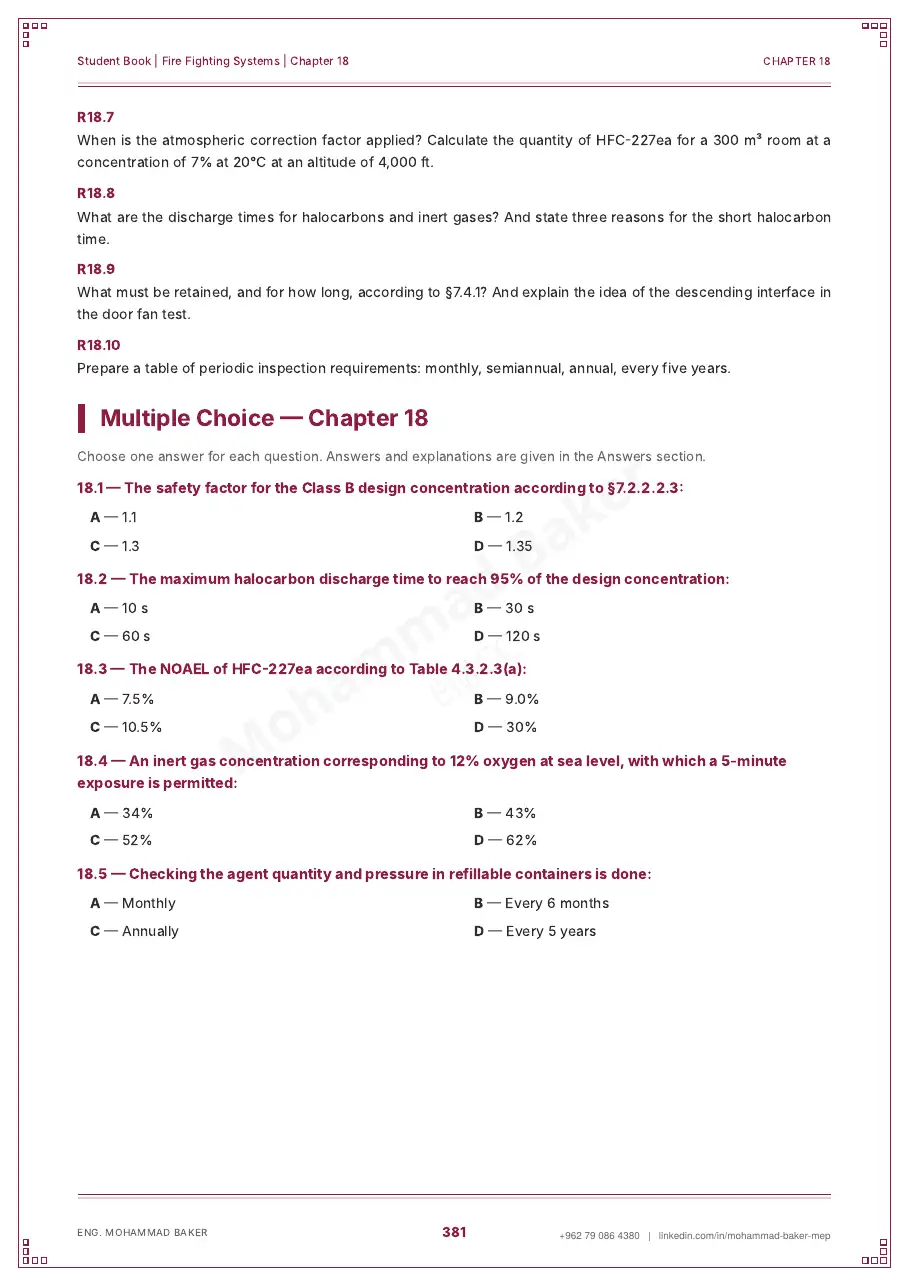 Student Book | Fire Fighting Systems | Chapter 18
CHAPTER 18
R18.7
When is the atmospheric correction factor applied? Calculate the quantity of HFC-227ea for a 300 m³ room at a
concentration of 7% at 20°C at an altitude of 4,000 ft.
R18.8
What are the discharge times for halocarbons and inert gases? And state three reasons for the short halocarbon
time.
R18.9
What must be retained, and for how long, according to §7.4.1? And explain the idea of the descending interface in
the door fan test.
R18.10
Prepare a table of periodic inspection requirements: monthly, semiannual, annual, every five years.
Multiple Choice — Chapter 18
Choose one answer for each question. Answers and explanations are given in the Answers section.
18.1 — The safety factor for the Class B design concentration according to §7.2.2.2.3:
A — 1.1
B — 1.2
C — 1.3
D — 1.35
18.2 — The maximum halocarbon discharge time to reach 95% of the design concentration:
A — 10 s
B — 30 s
C — 60 s
D — 120 s
18.3 — The NOAEL of HFC-227ea according to Table 4.3.2.3(a):
A — 7.5%
B — 9.0%
C — 10.5%
D — 30%
18.4 — An inert gas concentration corresponding to 12% oxygen at sea level, with which a 5-minute
exposure is permitted:
A — 34%
B — 43%
C — 52%
D — 62%
18.5 — Checking the agent quantity and pressure in refillable containers is done:
A — Monthly
B — Every 6 months
C — Annually
D — Every 5 years
Mohammad Baker
ENG. MOHAMMAD BAKER
381
+962 79 086 4380 | linkedin.com/in/mohammad-baker-mep